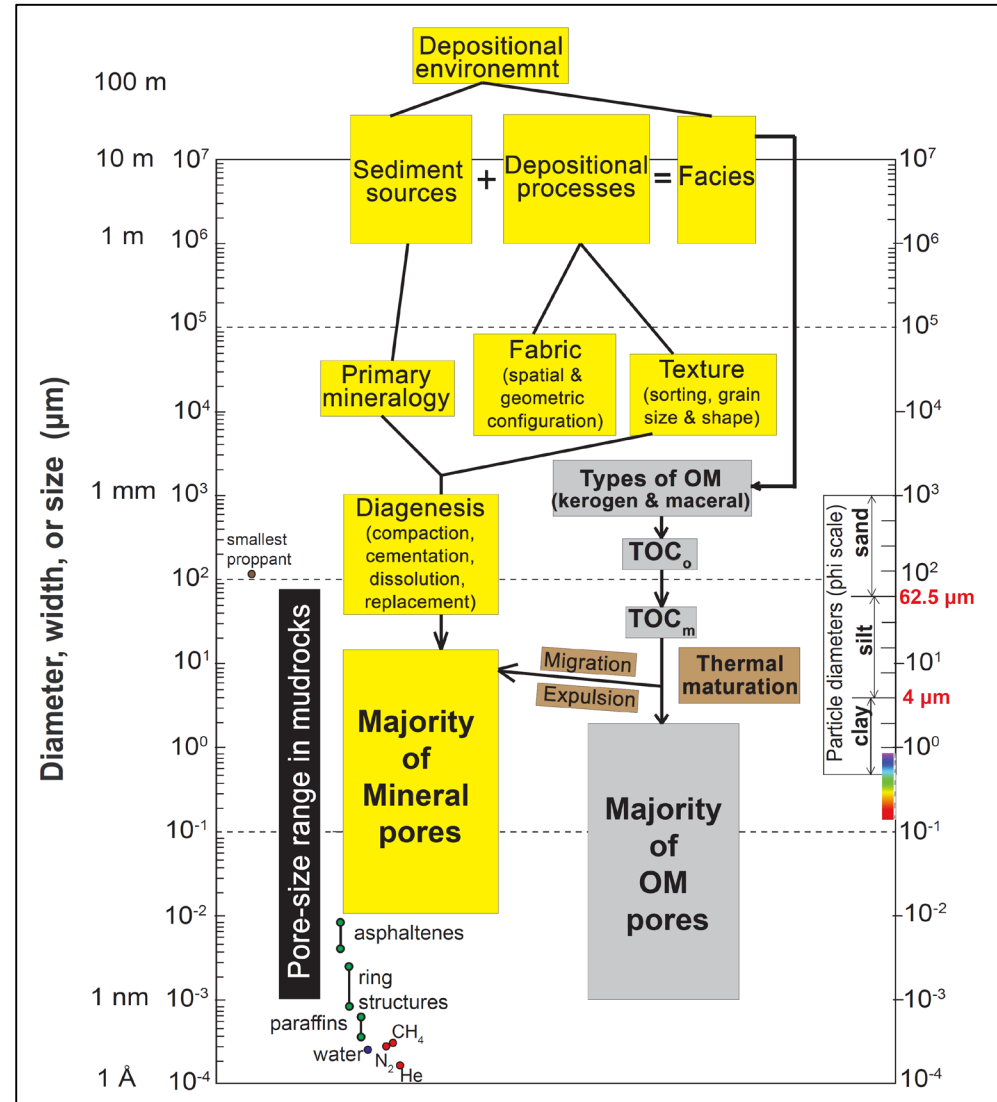 Depositional
environemnt
100 m
Sediment
sources
+
Depositional
processes
=
Facies
10 m
10⁷
10⁷
1 m
10⁶
10⁶
10⁵
10⁵
Primary
mineralogy
Fabric
(spatial &
geometric
configuration)
Texture
(sorting, grain
size & shape)
10⁴
10⁴
Diameter, width, or size (µm)
1 mm
10³
10³
Types of OM
(kerogen & maceral)
Diagenesis
(compaction,
cementation,
dissolution,
replacement)
TOCₒ
smallest
proppant
10²
10²
Particle diameters (phi scale)
sand
62.5 µm
silt
TOCₘ
Pore-size range in mudrocks
Migration
Expulsion
Thermal
maturation
10¹
10¹
4 µm
clay
Majority
of
Mineral
pores
10⁰
10⁰
Majority
of
OM
pores
10⁻¹
10⁻¹
10⁻²
10⁻²
asphaltenes
ring
structures
1 nm
10⁻³
10⁻³
paraffins
CH₄
water
N₂
He
1 Å
10⁻⁴
10⁻⁴